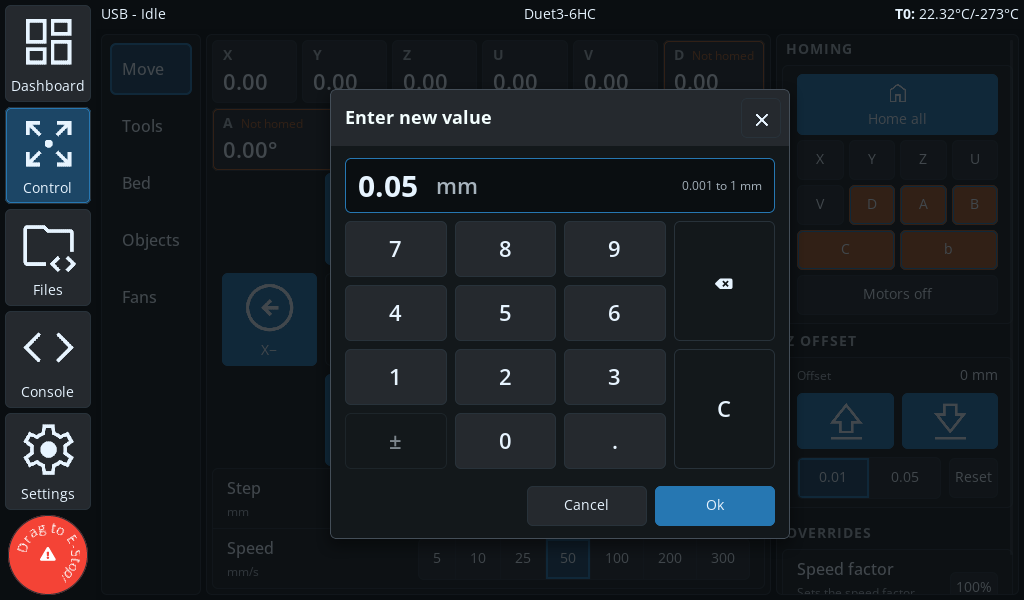 USB - Idle
Duet3-6HC
T0: 22.32°C/-273°C
Dashboard
Control
Files
Console
Settings
Drag to E-Stop!
Move
Tools
Bed
Objects
Fans
X
0.00
Y
0.00
Z
0.00
U
0.00
V
0.00
D Not homed
0.00
A Not homed
0.00°
X−
Enter new value
0.05 mm
0.001 to 1 mm
7 8 9
4 5 6
1 2 3
C
± 0 .
Cancel
Ok
Step
mm
Speed
mm/s
5 10 25 50 100 200 300
HOMING
Home all
X Y Z U
V D A B
C b
Motors off
Z OFFSET
Offset
0 mm
0.01 0.05 Reset
OVERRIDES
Speed factor
Sets the speed factor
100%